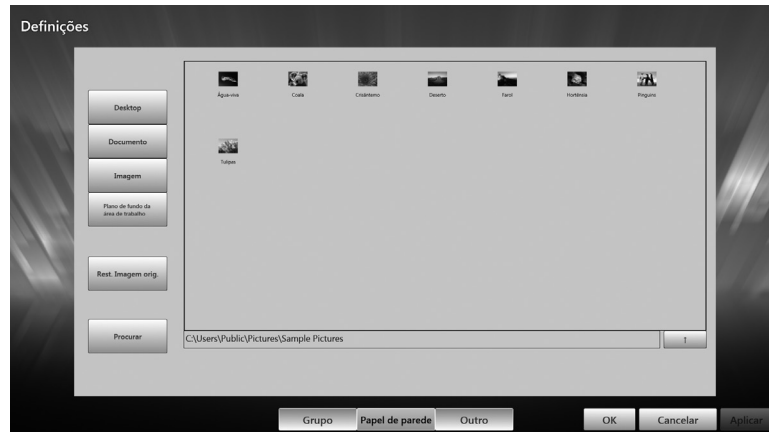 Definições
Desktop
Documento
Imagem
Plano de fundo da
área de trabalho
Rest. Imagem orig.
Procurar
Água-viva
Coala
Crisântemo
Deserto
Farol
Hortênsia
Pinguins
Tulipas
C:\Users\Public\Pictures\Sample Pictures
↑
Grupo
Papel de parede
Outro
OK
Cancelar
Aplicar